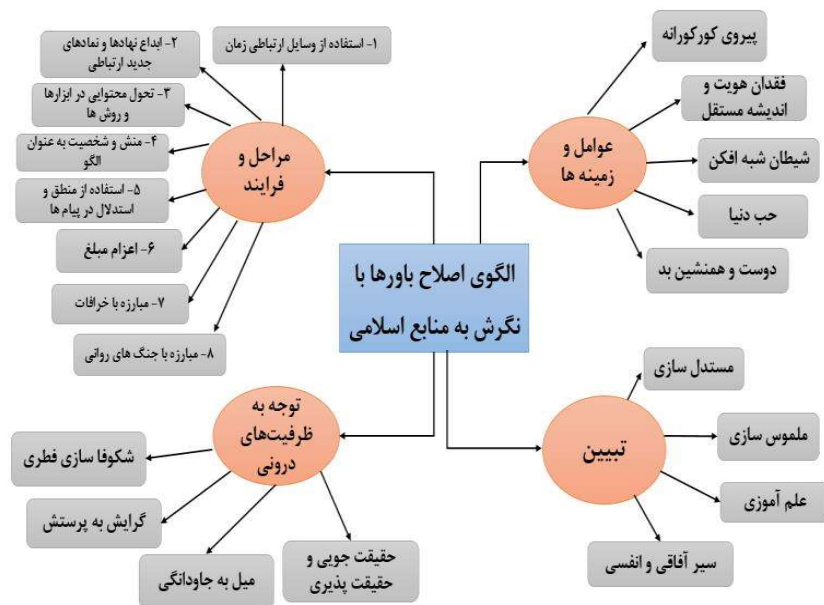 الگوی اصلاح باورها با
نگرش به منابع اسلامی
عوامل و
زمینه ها
پیروی کورکورانه
فقدان هویت و
اندیشه مستقل
شیطان شبه افکن
حب دنیا
دوست و همنشین بد
مراحل و
فرایند
۱- استفاده از وسایل ارتباطی زمان
۲- ابداع نهادها و نمادهای
جدید ارتباطی
۳- تحول محتوایی در ابزارها
و روش ها
۴- منش و شخصیت به عنوان
الگو
۵- استفاده از منطق و
استدلال در پیام ها
۶- اعزام مبلغ
۷- مبارزه با خرافات
۸- مبارزه با جنگ های روانی
تبیین
مستدل سازی
ملموس سازی
علم آموزی
سیر آفاقی و انفسی
توجه به
ظرفیت‌های
درونی
شکوفا سازی فطری
گرایش به پرستش
میل به جاودانگی
حقیقت جویی و
حقیقت پذیری